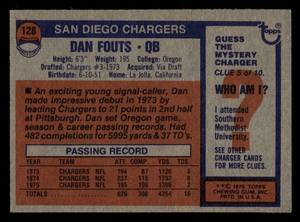 128
SAN DIEGO CHARGERS
Topps
DAN FOUTS · QB
Height: 6'3" Weight: 195 College: Oregon
Drafted: Chargers #3-1973 Acquired: Via Draft
Birthdate: 6-10-51 Home: La Jolla, California
An exciting young signal-caller, Dan
made impressive debut in 1973 by
leading Chargers to 21 points in 2nd half
at Pittsburgh. Dan set Oregon game,
season & career passing records. Had
482 completions for 5995 yards & 37 TD's.
PASSING RECORD
YEAR
1973 CHARGERS NFL 194
1974 CHARGERS NFL 237
1975 CHARGERS NFL 195
GUESS
THE
MYSTERY
CHARGER
CLUE 5 of 10.
WHO AM I?
I attended
Southern
Methodist
University.
SEE OTHER
CHARGER CARDS
FOR MORE CLUES.
© 1976 TOPPS
CHEWING GUM, INC.
PRTD. IN U.S.A.